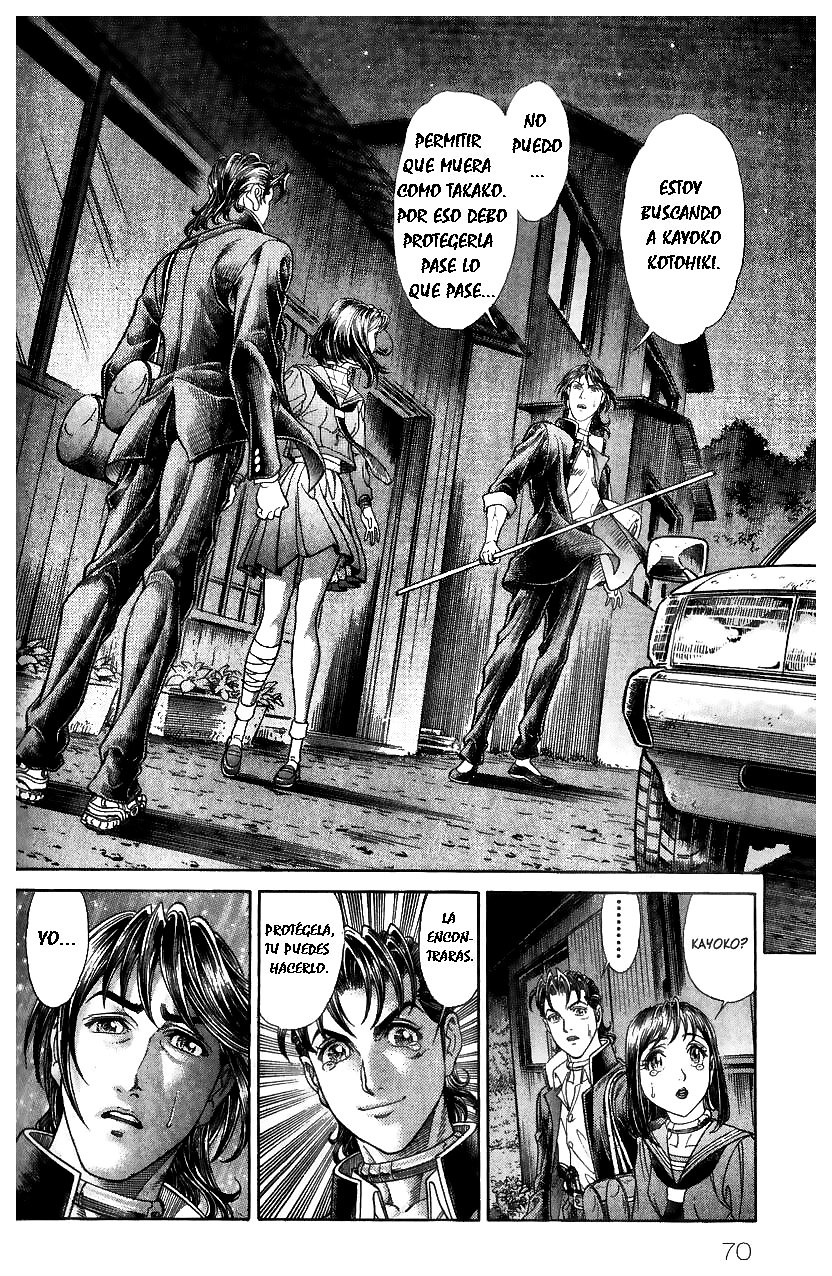 ESTOY
BUSCANDO
A KAYOKO
KOTOHIKI.
NO
PUEDO
...
PERMITIR
QUE MUERA
COMO TAKAKO.
POR ESO DEBO
PROTEGERLA
PASE LO
QUE PASE...
KAYOKO?
........
LA
ENCON-
TRARAS.
PROTÉGELA,
TU PUEDES
HACERLO.
YO...
70